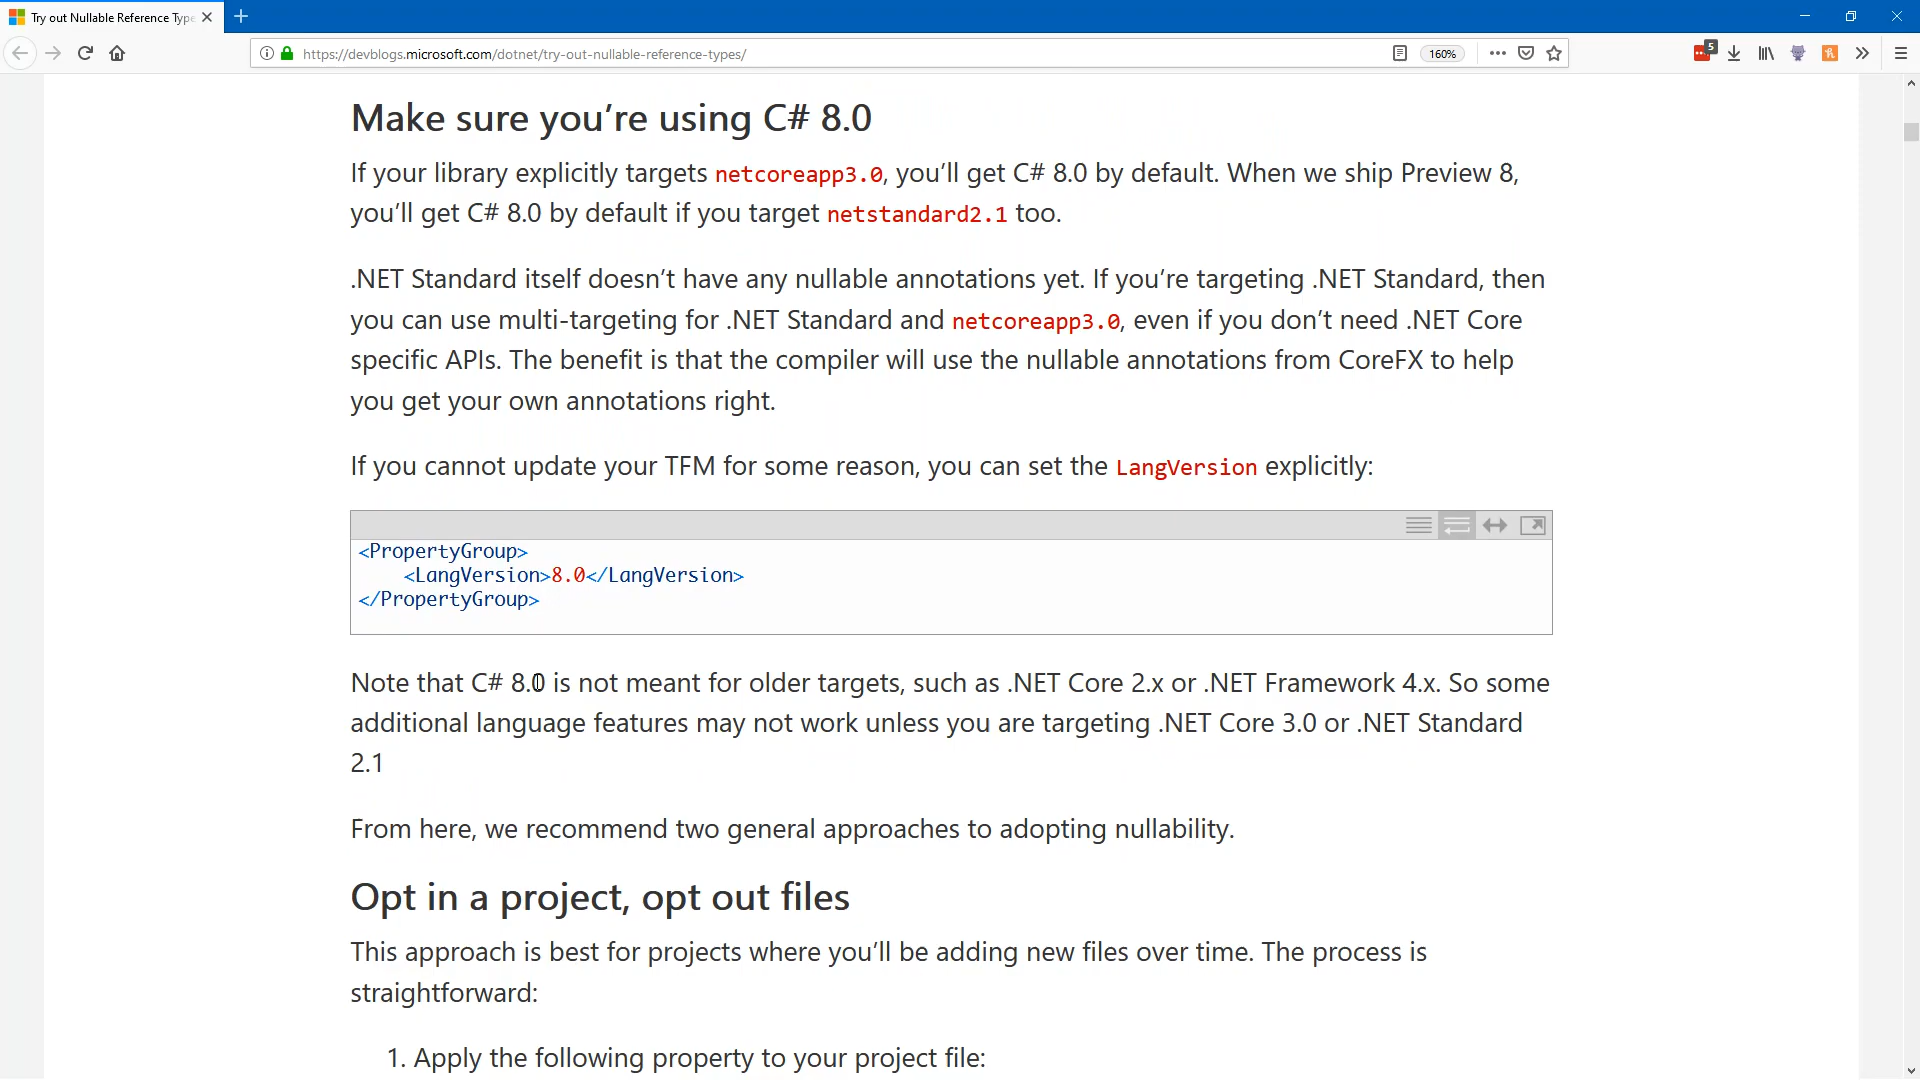 Try out Nullable Reference Type
https://devblogs.microsoft.com/dotnet/try-out-nullable-reference-types/
160%
5
Make sure you’re using C# 8.0
If your library explicitly targets netcoreapp3.0, you’ll get C# 8.0 by default. When we ship Preview 8,
you’ll get C# 8.0 by default if you target netstandard2.1 too.
.NET Standard itself doesn’t have any nullable annotations yet. If you’re targeting .NET Standard, then
you can use multi-targeting for .NET Standard and netcoreapp3.0, even if you don’t need .NET Core
specific APIs. The benefit is that the compiler will use the nullable annotations from CoreFX to help
you get your own annotations right.
If you cannot update your TFM for some reason, you can set the LangVersion explicitly:
<PropertyGroup>
    <LangVersion>8.0</LangVersion>
</PropertyGroup>
Note that C# 8.0 is not meant for older targets, such as .NET Core 2.x or .NET Framework 4.x. So some
additional language features may not work unless you are targeting .NET Core 3.0 or .NET Standard
2.1
From here, we recommend two general approaches to adopting nullability.
Opt in a project, opt out files
This approach is best for projects where you’ll be adding new files over time. The process is
straightforward:
1. Apply the following property to your project file: